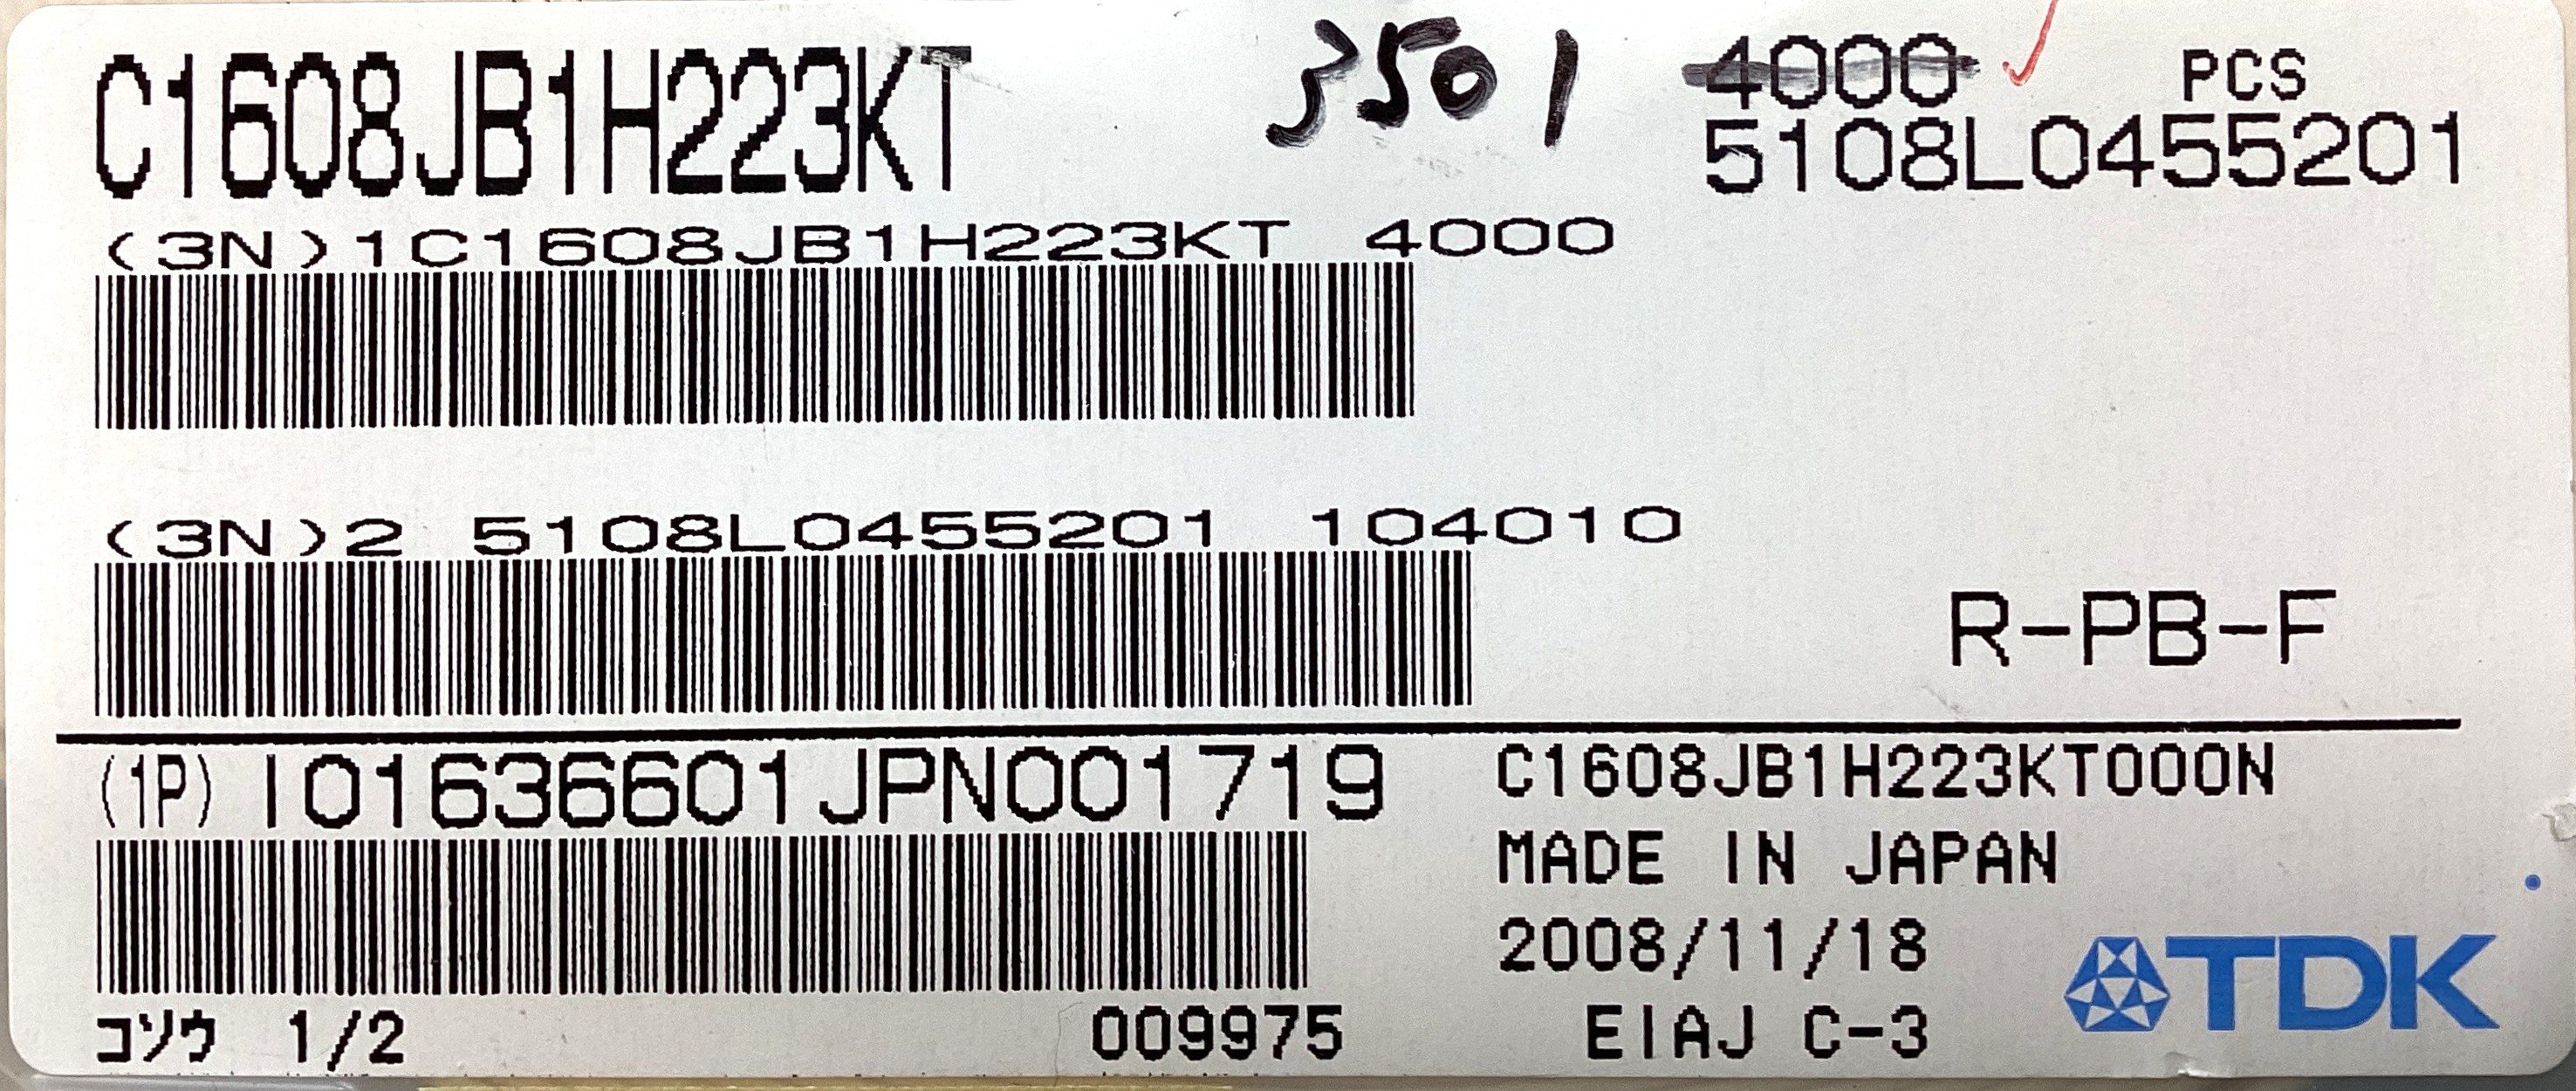 C1608JB1H223KT 3501 4000 PCS
5108L0455201
(3N)1C1608JB1H223KT 4000
(3N)2 5108L0455201 104010
R-PB-F
(1P) I01636601JPN001719 C1608JB1H223KT000N
MADE IN JAPAN
2008/11/18
TDK
コソウ 1/2 009975 EIAJ C-3